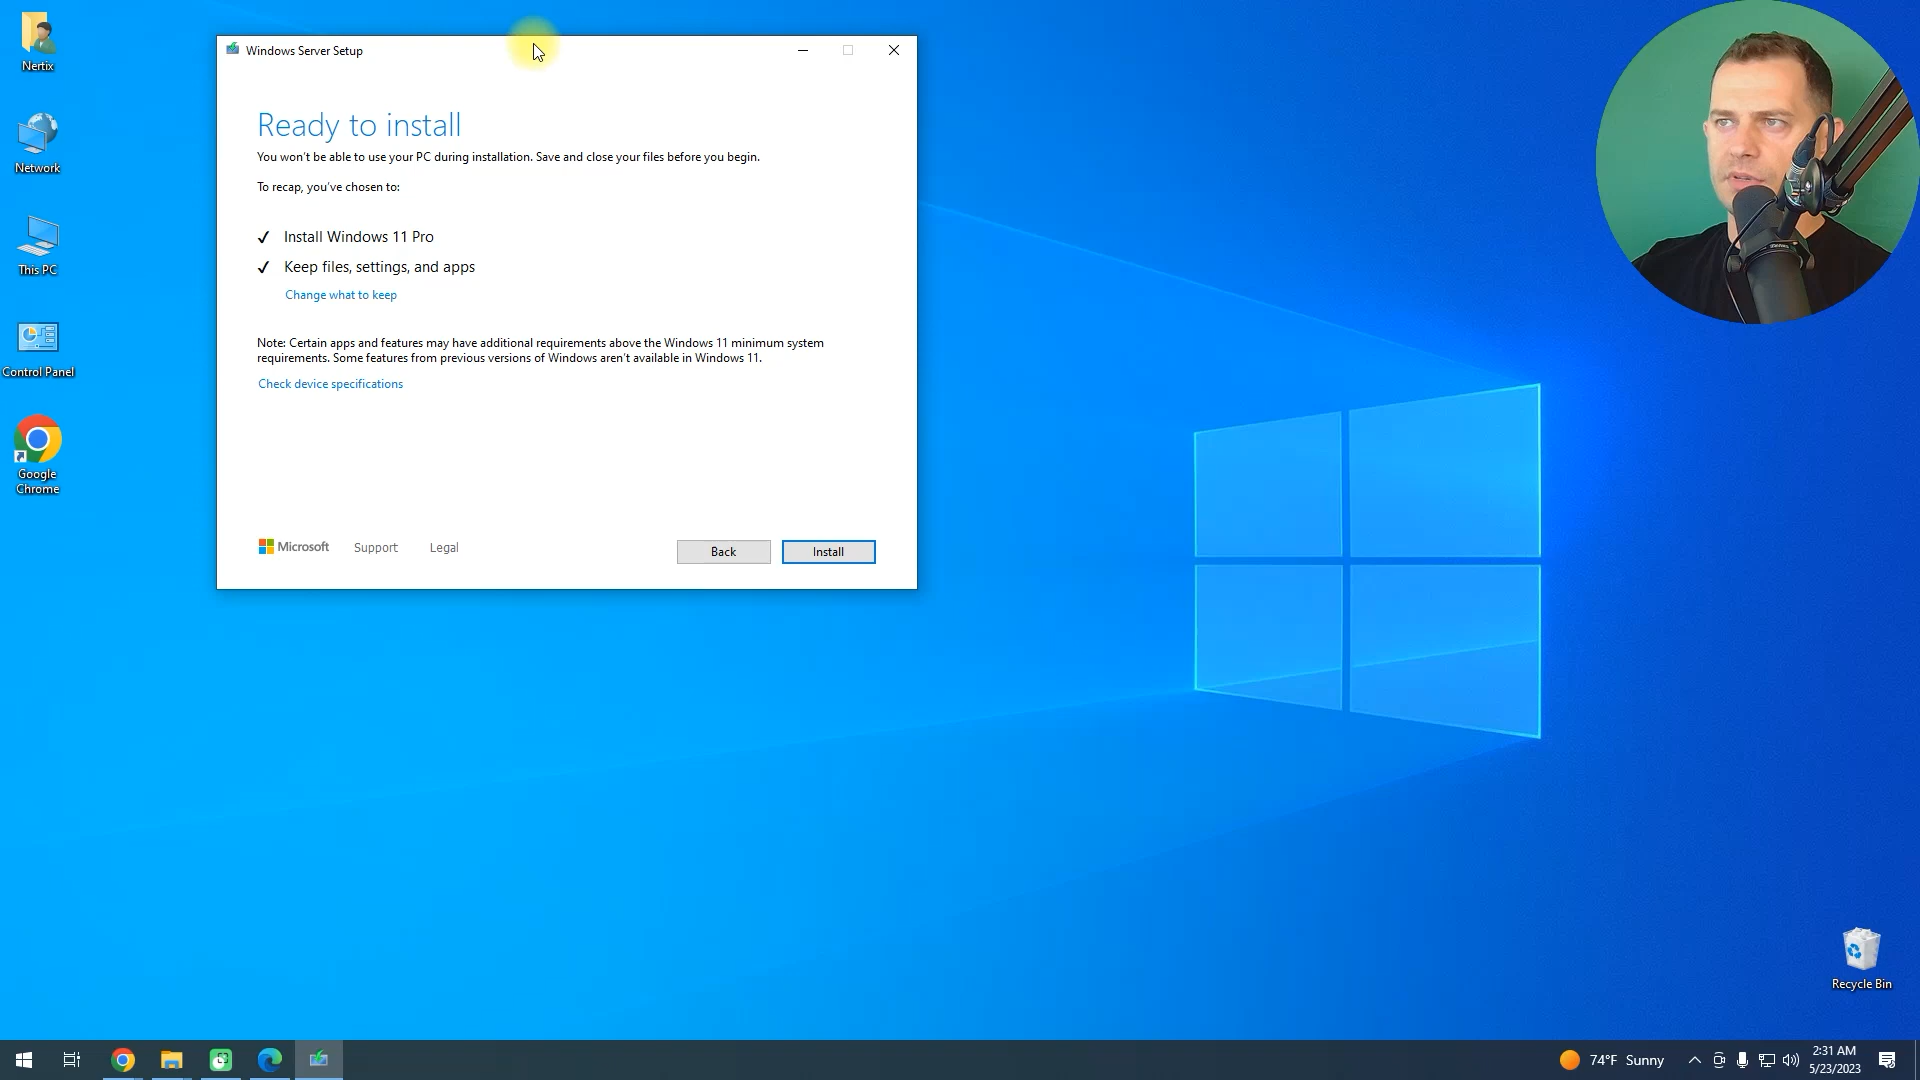 Nertix
Network
This PC
Control Panel
Google
Chrome
Windows Server Setup
Ready to install
You won't be able to use your PC during installation. Save and close your files before you begin.
To recap, you've chosen to:
✓ Install Windows 11 Pro
✓ Keep files, settings, and apps
Change what to keep
Note: Certain apps and features may have additional requirements above the Windows 11 minimum system
requirements. Some features from previous versions of Windows aren't available in Windows 11.
Check device specifications
Microsoft Support Legal
Back Install
Recycle Bin
74°F Sunny
2:31 AM
5/23/2023